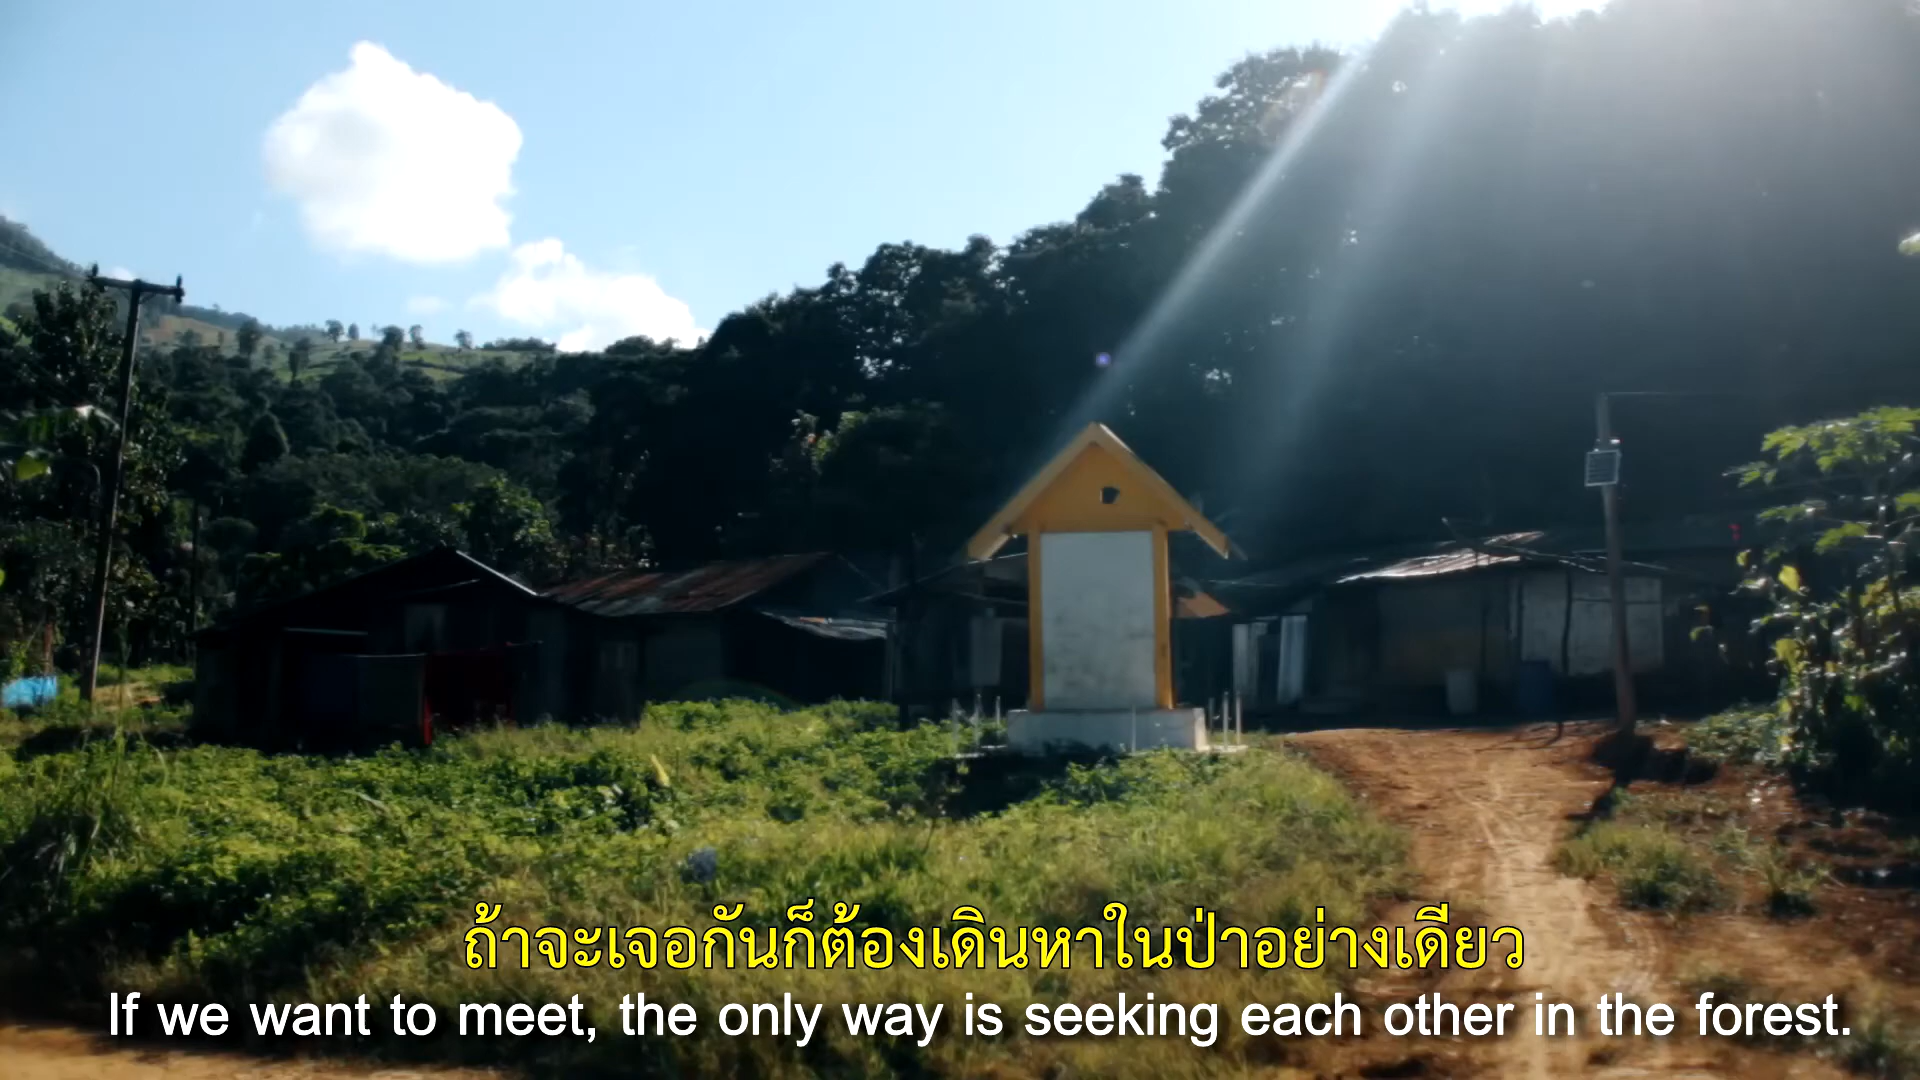 ถ้าจะเจอกันก็ต้องเดินหาในป่าอย่างเดียว
If we want to meet, the only way is seeking each other in the forest.